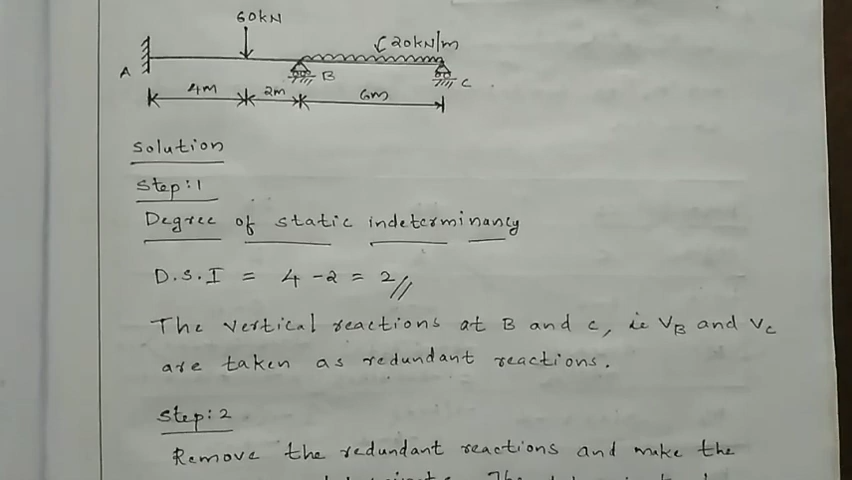 60kN
20kN/m
A
B
C
4m
2m
6m
Solution
Step:1
Degree of static indeterminancy
D.S.I = 4 -2 = 2//
The vertical reactions at B and C, ie VB and VC
are taken as redundant reactions.
Step:2
Remove the redundant reactions and make the